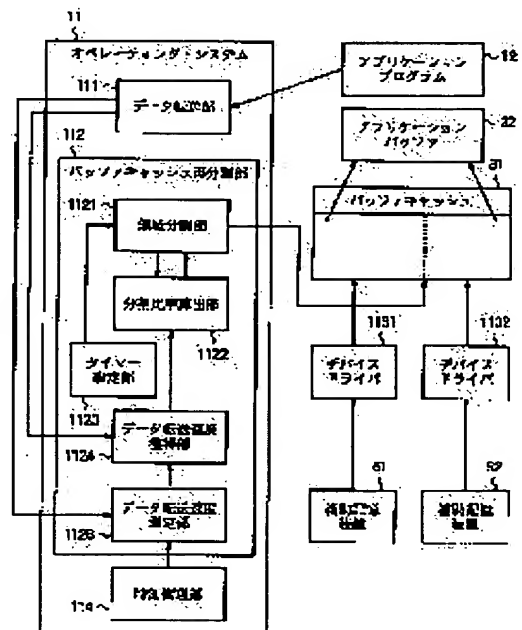 11
オペレーティング・システム
111
データ転送部
112
バッファキャッシュ再分割部
1121
領域分割部
分割比率算出部
1122
タイマー
設定部
1123
データ転送速度
1124
データ転送速度
測定部
1125
時刻管理部
アプリケーション
プログラム
12
アプリケーション
バッファ
22
バッファキャッシュ
1131
デバイス
ドライバ
1132
デバイス
ドライバ
補助記憶
装置
補助記憶
装置